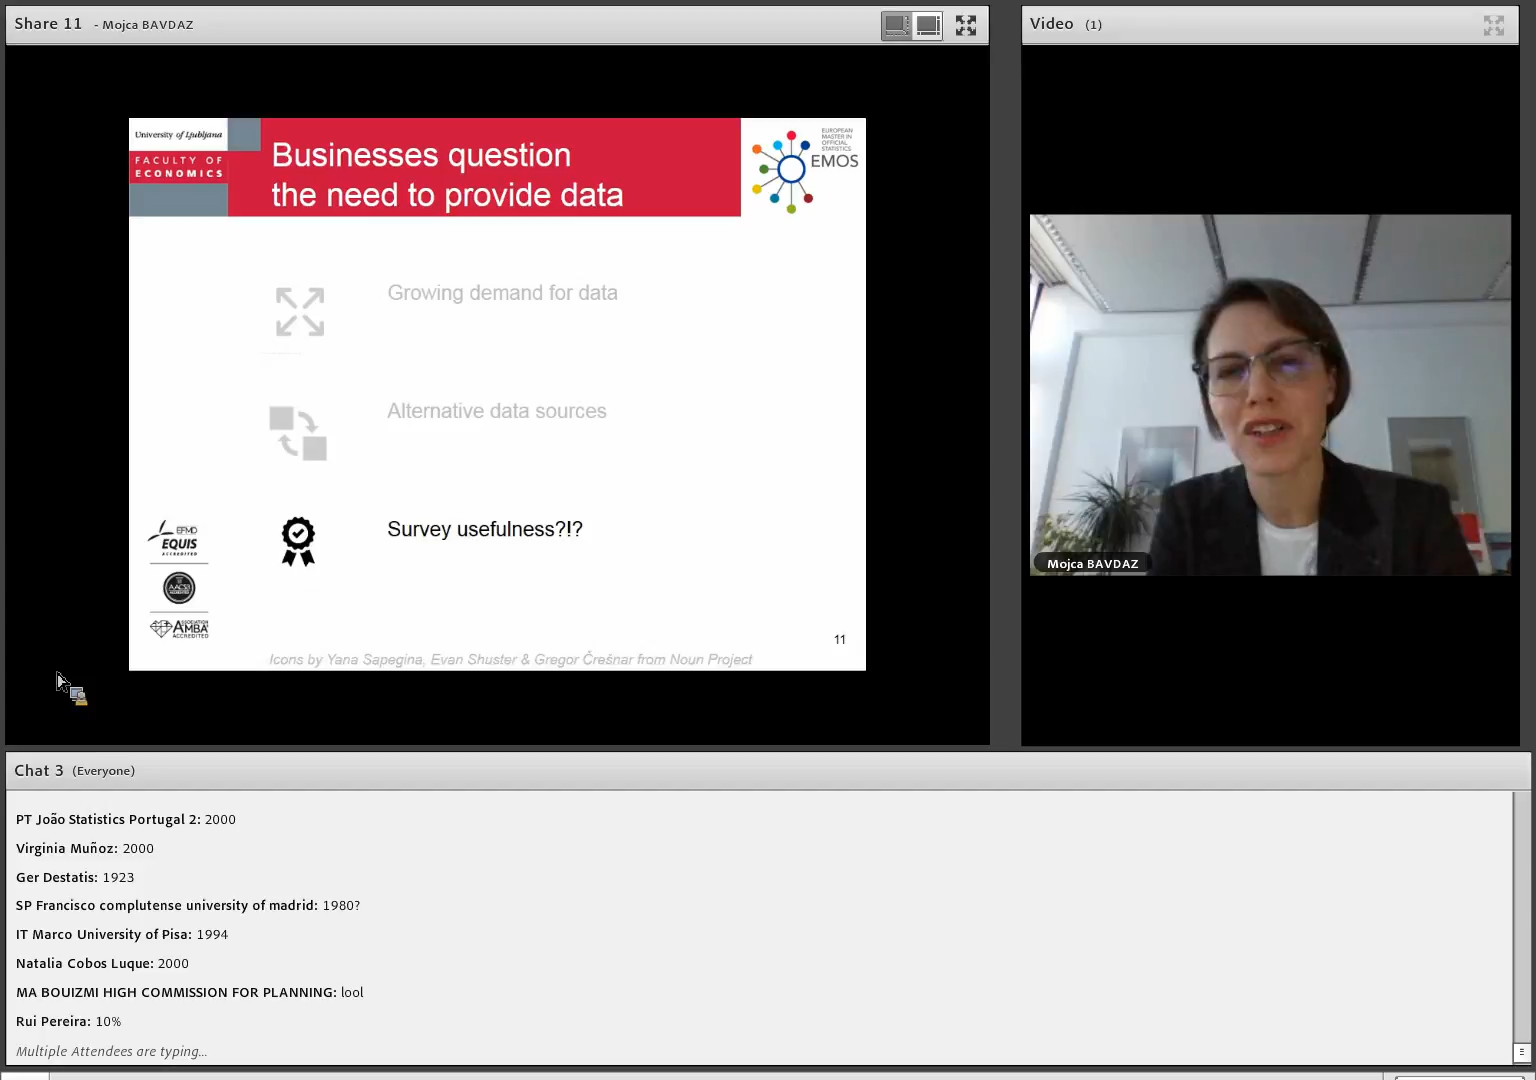 Share 11 - Mojca BAVDAZ
Video (1)
University of Ljubljana
FACULTY OF
ECONOMICS
Businesses question
the need to provide data
EUROPEAN
MASTER IN
OFFICIAL
STATISTICS
EMOS
Growing demand for data
Alternative data sources
Survey usefulness?!?
EFMD
EQUIS
ACCREDITED
AACSB
ACCREDITED
ASSOCIATION
AMBA
ACCREDITED
11
Icons by Yana Sapegina, Evan Shuster & Gregor Črešnar from Noun Project
Mojca BAVDAZ
Chat 3 (Everyone)
PT João Statistics Portugal 2: 2000
Virginia Muñoz: 2000
Ger Destatis: 1923
SP Francisco complutense university of madrid: 1980?
IT Marco University of Pisa: 1994
Natalia Cobos Luque: 2000
MA BOUIZMI HIGH COMMISSION FOR PLANNING: lool
Rui Pereira: 10%
Multiple Attendees are typing...